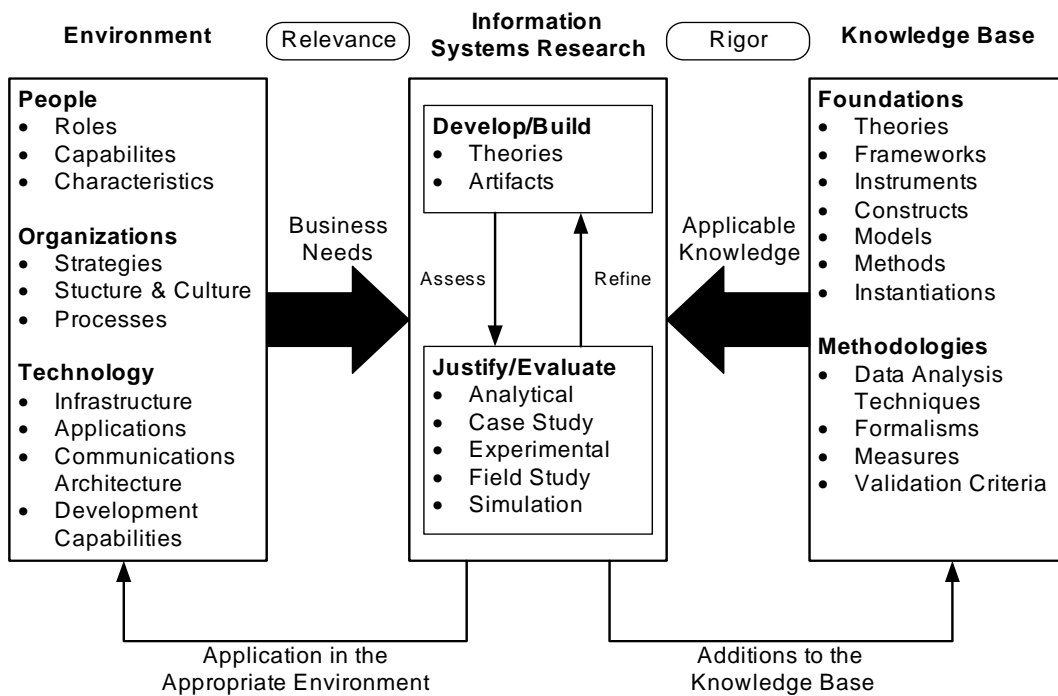 Environment
Relevance
Information
Systems Research
Rigor
Knowledge Base
People
• Roles
• Capabilites
• Characteristics
Organizations
• Strategies
• Stucture & Culture
• Processes
Technology
• Infrastructure
• Applications
• Communications
Architecture
• Development
Capabilities
Business
Needs
Develop/Build
• Theories
• Artifacts
Assess
Refine
Justify/Evaluate
• Analytical
• Case Study
• Experimental
• Field Study
• Simulation
Applicable
Knowledge
Foundations
• Theories
• Frameworks
• Instruments
• Constructs
• Models
• Methods
• Instantiations
Methodologies
• Data Analysis
Techniques
• Formalisms
• Measures
• Validation Criteria
Application in the
Appropriate Environment
Additions to the
Knowledge Base